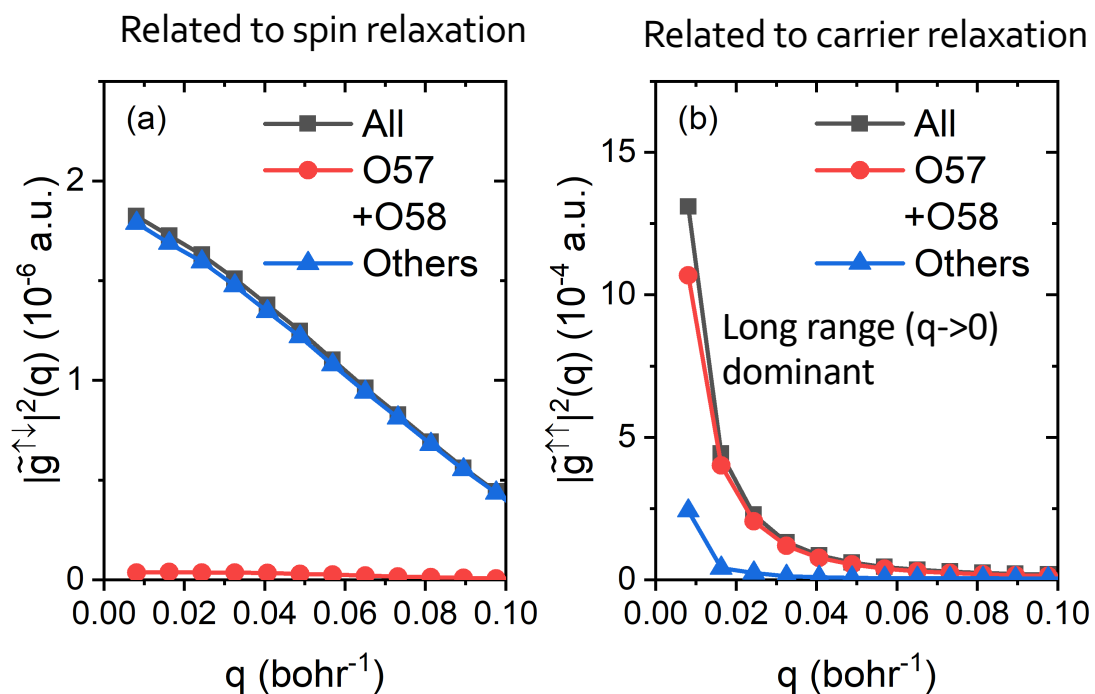 Related to spin relaxation
(a)
All
O57
+O58
Others
|g̃^↑↓|²(q) (10⁻⁶ a.u.)
2
1
0
0.00 0.02 0.04 0.06 0.08 0.10
q (bohr⁻¹)
Related to carrier relaxation
(b)
All
O57
+O58
Others
Long range (q->0)
dominant
|g̃^↑↑|²(q) (10⁻⁴ a.u.)
15
10
5
0
0.00 0.02 0.04 0.06 0.08 0.10
q (bohr⁻¹)